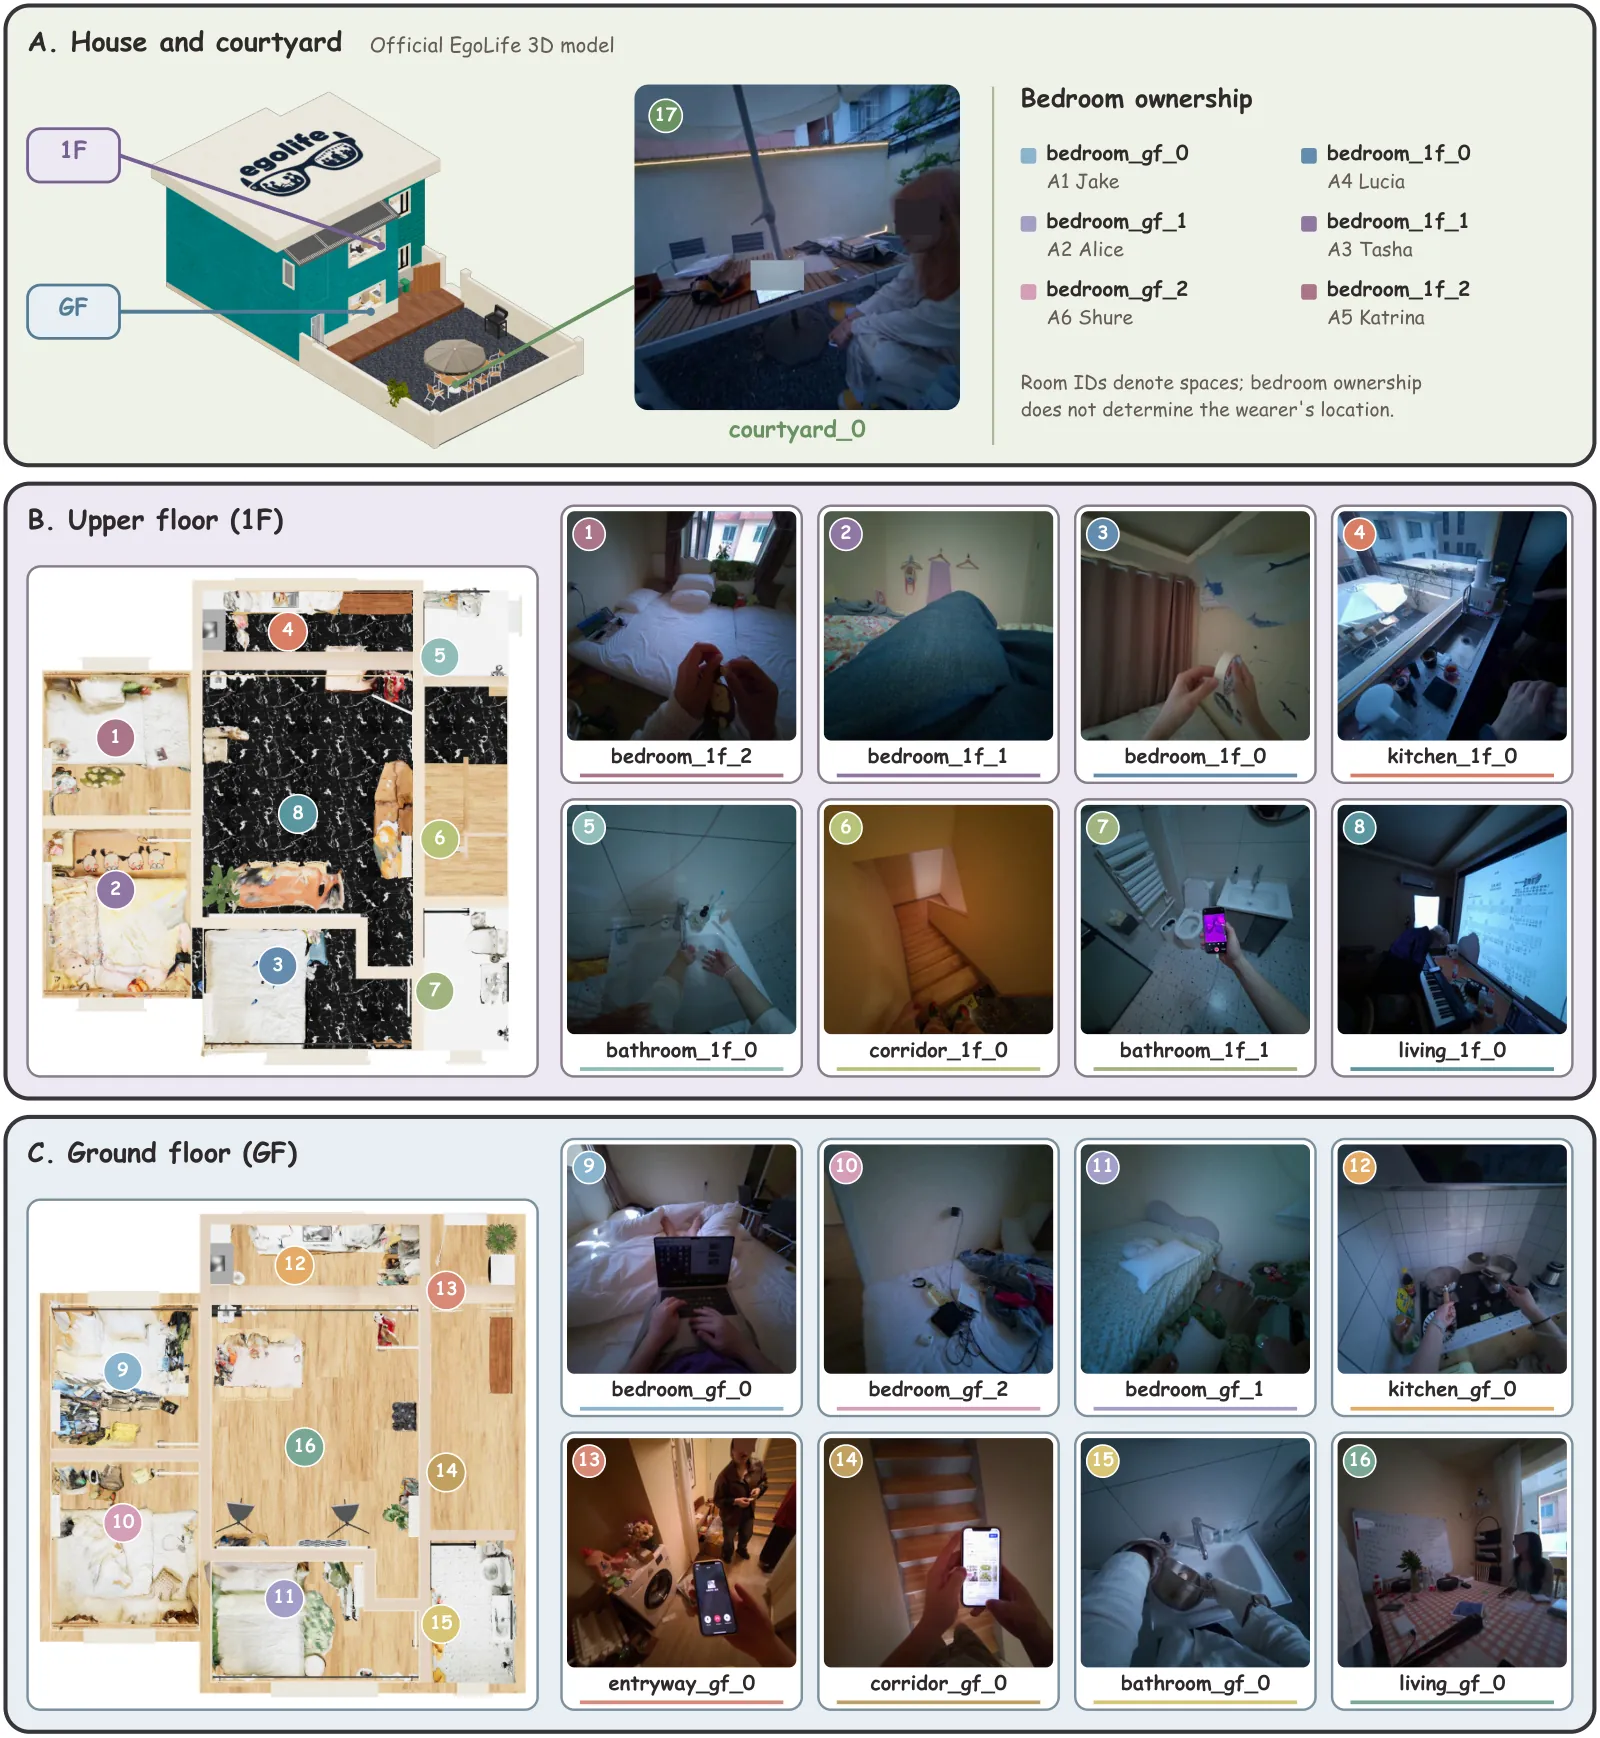 A. House and courtyard
Official EgoLife 3D model
1F
GF
egolife
17
courtyard_0
Bedroom ownership
bedroom_gf_0
A1 Jake
bedroom_1f_0
A4 Lucia
bedroom_gf_1
A2 Alice
bedroom_1f_1
A3 Tasha
bedroom_gf_2
A6 Shure
bedroom_1f_2
A5 Katrina
Room IDs denote spaces; bedroom ownership
does not determine the wearer's location.
B. Upper floor (1F)
4
5
1
8
6
2
3
7
1
bedroom_1f_2
2
bedroom_1f_1
3
bedroom_1f_0
4
kitchen_1f_0
5
bathroom_1f_0
6
corridor_1f_0
7
bathroom_1f_1
8
living_1f_0
C. Ground floor (GF)
12
13
9
16
14
10
11
15
9
bedroom_gf_0
10
bedroom_gf_2
11
bedroom_gf_1
12
kitchen_gf_0
13
entryway_gf_0
14
corridor_gf_0
15
bathroom_gf_0
16
living_gf_0